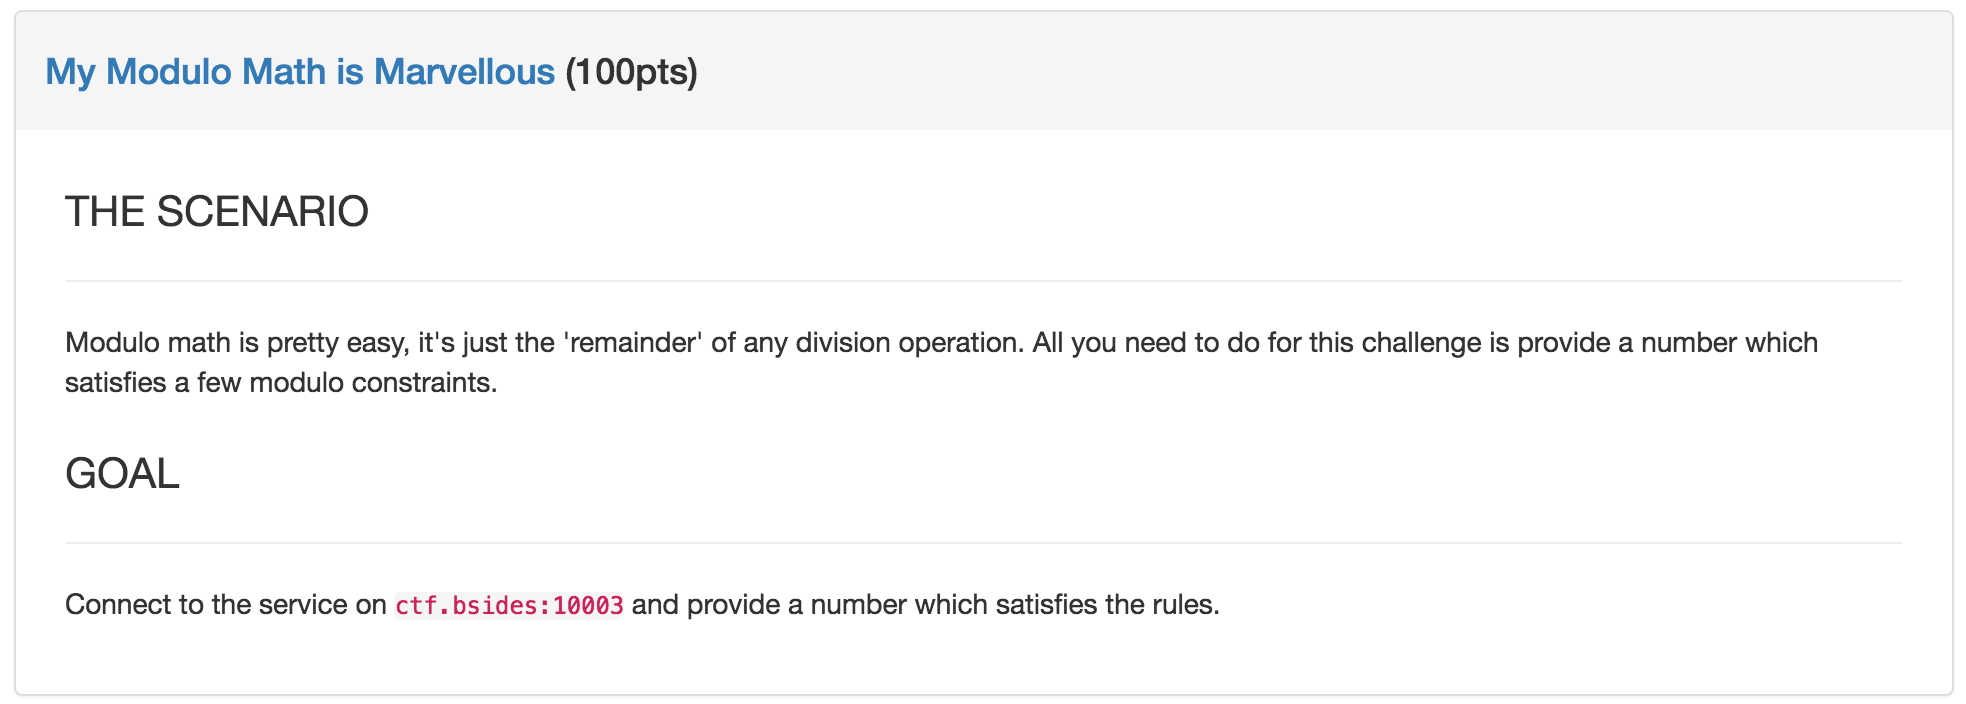 My Modulo Math is Marvellous (100pts)
THE SCENARIO
Modulo math is pretty easy, it's just the 'remainder' of any division operation. All you need to do for this challenge is provide a number which
satisfies a few modulo constraints.
GOAL
Connect to the service on ctf.bsides:10003 and provide a number which satisfies the rules.